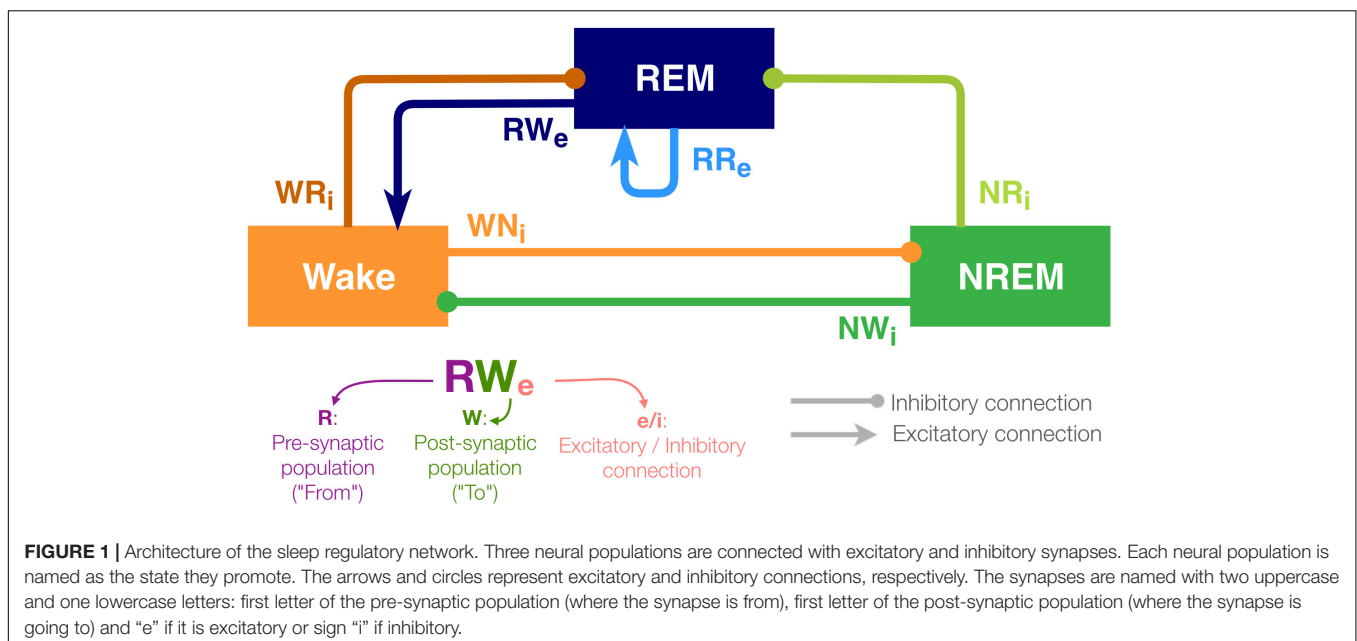 REM
RWe
RRe
WRi
NRi
WNi
Wake
NREM
NWi
RWe
R:
Pre-synaptic
population
("From")
W:
Post-synaptic
population
("To")
e/i:
Excitatory / Inhibitory
connection
Inhibitory connection
Excitatory connection
FIGURE 1 | Architecture of the sleep regulatory network. Three neural populations are connected with excitatory and inhibitory synapses. Each neural population is
named as the state they promote. The arrows and circles represent excitatory and inhibitory connections, respectively. The synapses are named with two uppercase
and one lowercase letters: first letter of the pre-synaptic population (where the synapse is from), first letter of the post-synaptic population (where the synapse is
going to) and “e” if it is excitatory or sign “i” if inhibitory.